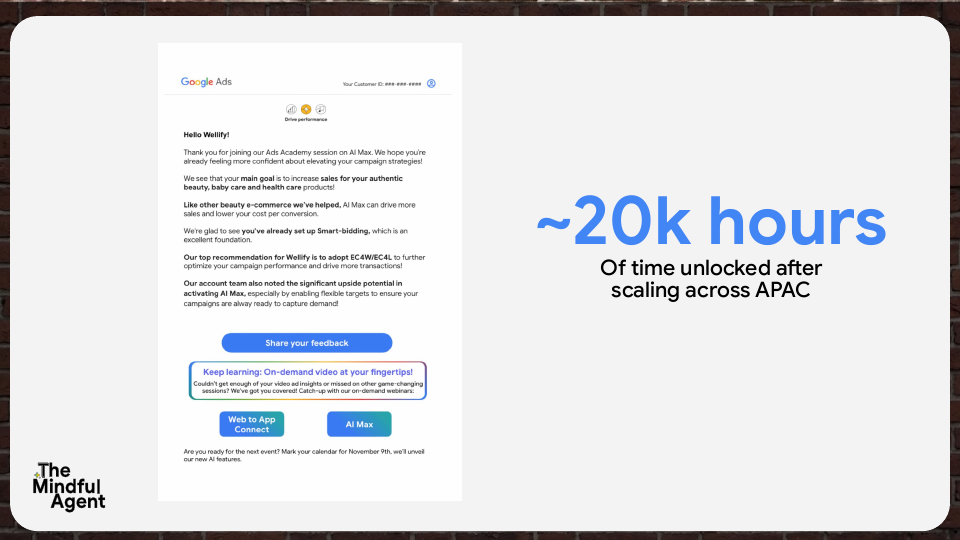 Google Ads
Your Customer ID: ###-###-####
Drive performance
Hello Wellify!
Thank you for joining our Ads Academy session on AI Max. We hope you're
already feeling more confident about elevating your campaign strategies!
We see that your main goal is to increase sales for your authentic
beauty, baby care and health care products!
Like other beauty e-commerce we've helped, AI Max can drive more
sales and lower your cost per conversion.
We're glad to see you've already set up Smart-bidding, which is an
excellent foundation.
Our top recommendation for Wellify is to adopt EC4W/EC4L to further
optimize your campaign performance and drive more transactions!
Our account team also noted the significant upside potential in
activating AI Max, especially by enabling flexible targets to ensure your
campaigns are alway ready to capture demand!
Share your feedback
Keep learning: On-demand video at your fingertips!
Couldn't get enough of your video ad insights or missed on other game-changing
sessions? We've got you covered! Catch-up with our on-demand webinars:
Web to App
Connect
AI Max
Are you ready for the next event? Mark your calendar for November 9th, we'll unveil
our new AI features.
~20k hours
Of time unlocked after
scaling across APAC
The
Mindful
Agent